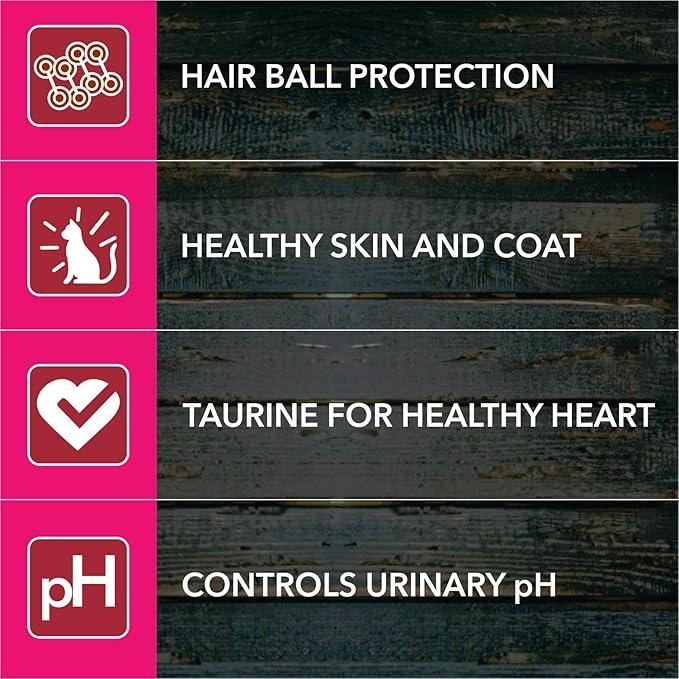 HAIR BALL PROTECTION
HEALTHY SKIN AND COAT
TAURINE FOR HEALTHY HEART
pH
CONTROLS URINARY pH